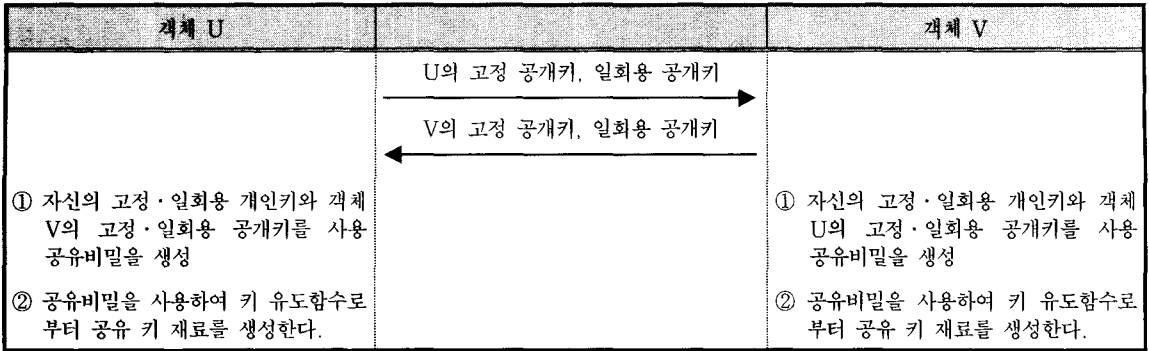 객체 U
객체 V
U의 고정 공개키, 일회용 공개키
V의 고정 공개키, 일회용 공개키
① 자신의 고정·일회용 개인키와 객체
V의 고정·일회용 공개키를 사용
공유비밀을 생성
② 공유비밀을 사용하여 키 유도함수로
부터 공유 키 재료를 생성한다.
① 자신의 고정·일회용 개인키와 객체
U의 고정·일회용 공개키를 사용
공유비밀을 생성
② 공유비밀을 사용하여 키 유도함수로
부터 공유 키 재료를 생성한다.